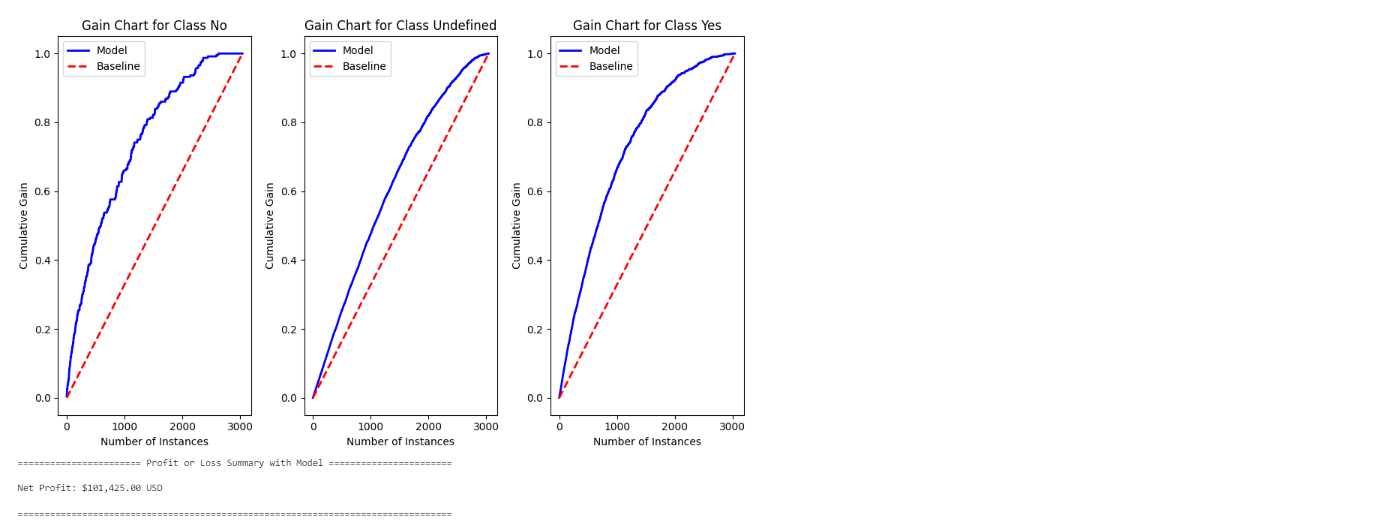 Gain Chart for Class No
Model
Baseline
1.0
0.8
0.6
0.4
0.2
0.0
Cumulative Gain
0 1000 2000 3000
Number of Instances
Gain Chart for Class Undefined
Model
Baseline
1.0
0.8
0.6
0.4
0.2
0.0
Cumulative Gain
0 1000 2000 3000
Number of Instances
Gain Chart for Class Yes
Model
Baseline
1.0
0.8
0.6
0.4
0.2
0.0
Cumulative Gain
0 1000 2000 3000
Number of Instances
======================= Profit or Loss Summary with Model =======================
Net Profit: $101,425.00 USD
=================================================================================